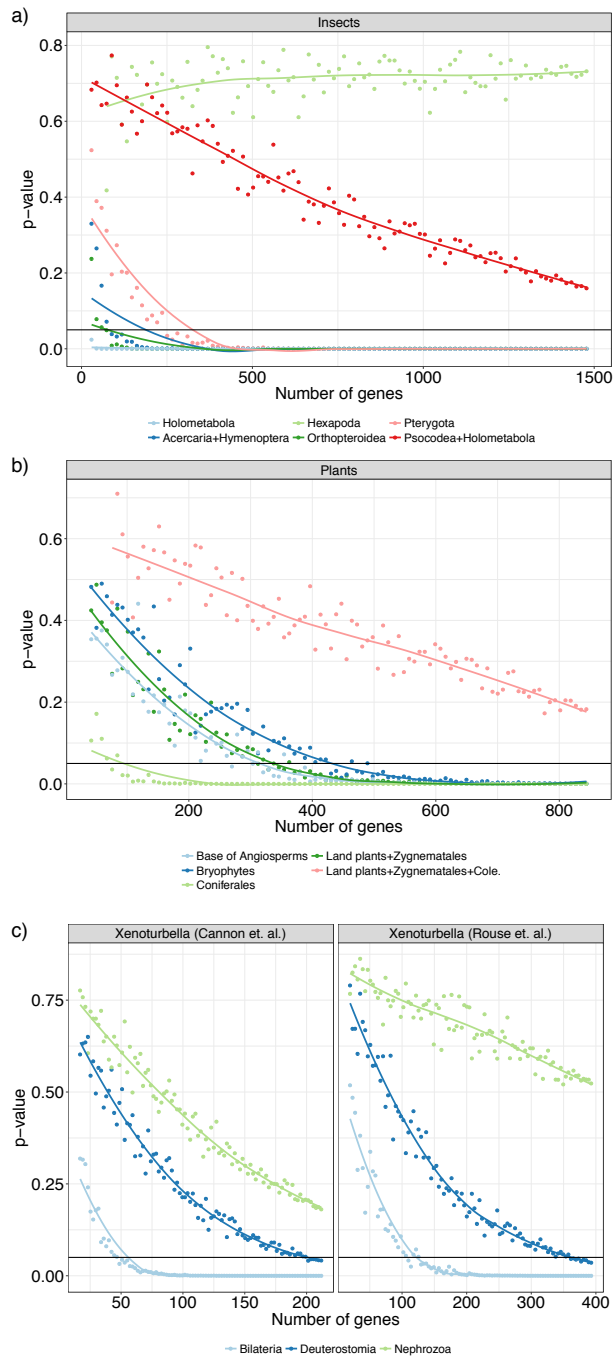 a)
Insects
0.8
0.6
0.4
0.2
0.0
p−value
0 500 1000 1500
Number of genes
Holometabola Hexapoda Pterygota
Acercaria+Hymenoptera Orthopteroidea Psocodea+Holometabola
b)
Plants
0.6
0.4
0.2
0.0
p−value
200 400 600 800
Number of genes
Base of Angiosperms Land plants+Zygnematales
Bryophytes Land plants+Zygnematales+Cole.
Coniferales
c)
Xenoturbella (Cannon et. al.) Xenoturbella (Rouse et. al.)
0.75
0.50
0.25
0.00
p−value
50 100 150 200 100 200 300 400
Number of genes Number of genes
Bilateria Deuterostomia Nephrozoa